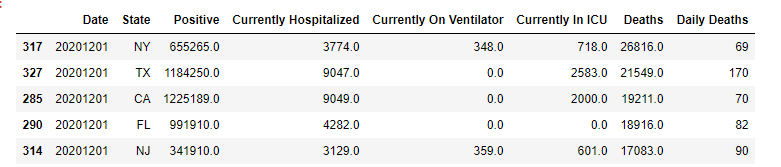 Date State Positive Currently Hospitalized Currently On Ventilator Currently In ICU Deaths Daily Deaths
317 20201201 NY 655265.0 3774.0 348.0 718.0 26816.0 69
327 20201201 TX 1184250.0 9047.0 0.0 2583.0 21549.0 170
285 20201201 CA 1225189.0 9049.0 0.0 2000.0 19211.0 70
290 20201201 FL 991910.0 4282.0 0.0 0.0 18916.0 82
314 20201201 NJ 341910.0 3129.0 359.0 601.0 17083.0 90